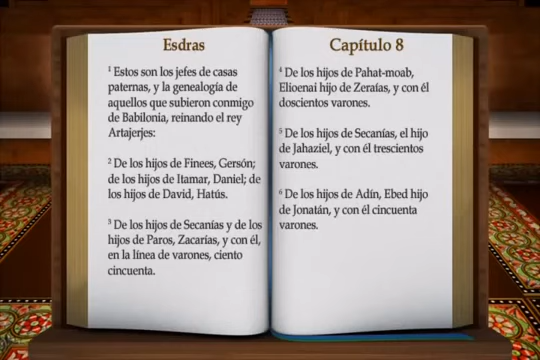 Esdras
¹ Estos son los jefes de casas
paternas, y la genealogía de
aquellos que subieron conmigo
de Babilonia, reinando el rey
Artajerjes:
² De los hijos de Finees, Gersón;
de los hijos de Itamar, Daniel; de
los hijos de David, Hatús.
³ De los hijos de Secanías y de los
hijos de Paros, Zacarías, y con él,
en la línea de varones, ciento
cincuenta.
Capítulo 8
⁴ De los hijos de Pahat-moab,
Elioenai hijo de Zeraías, y con él
doscientos varones.
⁵ De los hijos de Secanías, el hijo
de Jahaziel, y con él trescientos
varones.
⁶ De los hijos de Adín, Ebed hijo
de Jonatán, y con él cincuenta
varones.